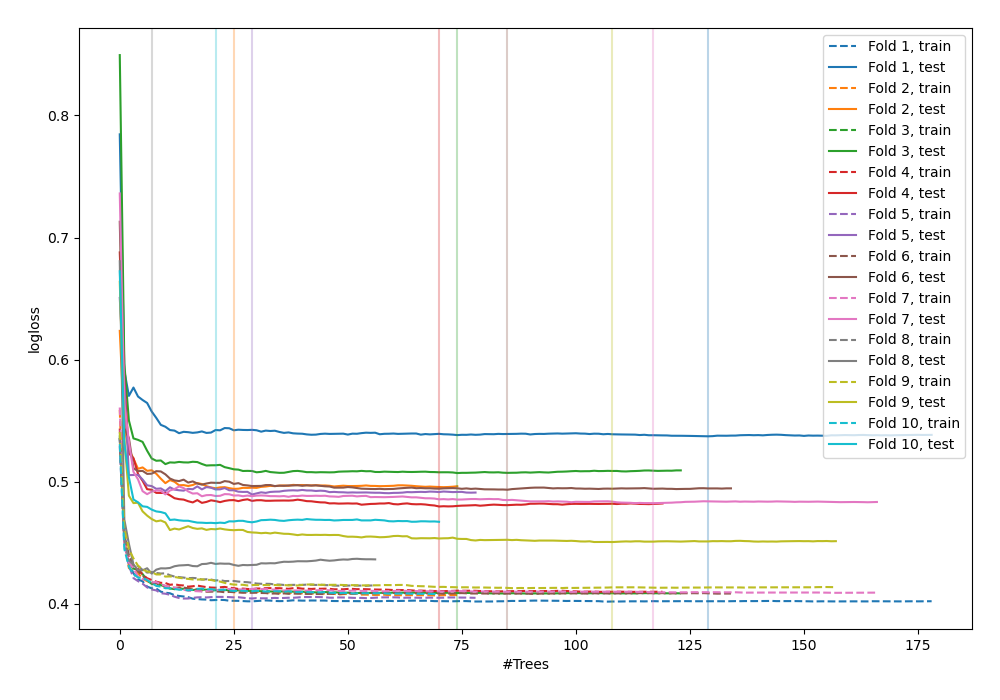 0.8
0.7
0.6
0.5
0.4
logloss
0
25
50
75
100
125
150
175
#Trees
Fold 1, train
Fold 1, test
Fold 2, train
Fold 2, test
Fold 3, train
Fold 3, test
Fold 4, train
Fold 4, test
Fold 5, train
Fold 5, test
Fold 6, train
Fold 6, test
Fold 7, train
Fold 7, test
Fold 8, train
Fold 8, test
Fold 9, train
Fold 9, test
Fold 10, train
Fold 10, test